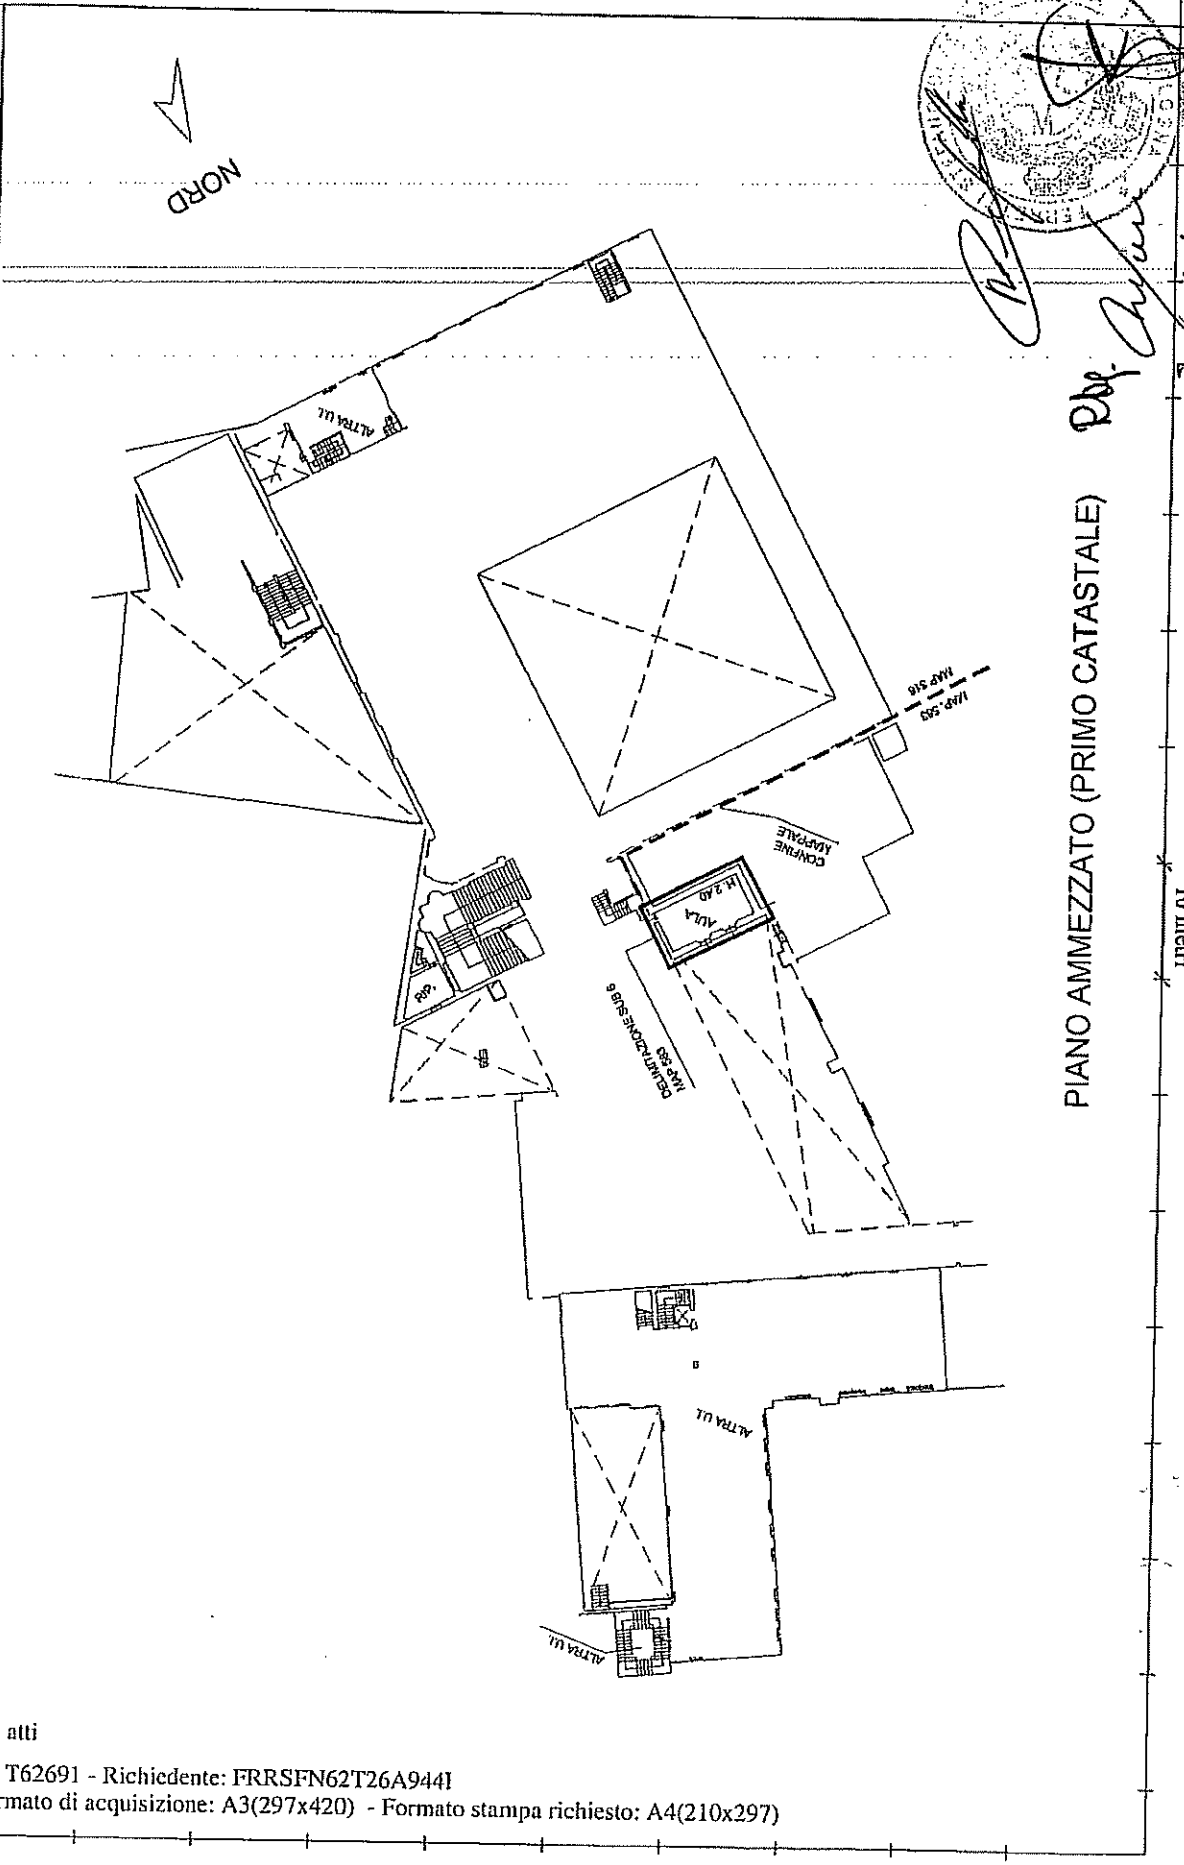 NORD
ALTRA U.I.
MAP 516
MAP. 583
CONFINE
MAPPALE
AULA
H. 2,40
RIP.
DELIMITAZIONE SUB 6
MAP 583
PIANO AMMEZZATO (PRIMO CATASTALE)
10 metri
ALTRA U.I.
ALTRA U.I.
atti
T62691 - Richiedente: FRRSFN62T26A944I
rmato di acquisizione: A3(297x420) - Formato stampa richiesto: A4(210x297)